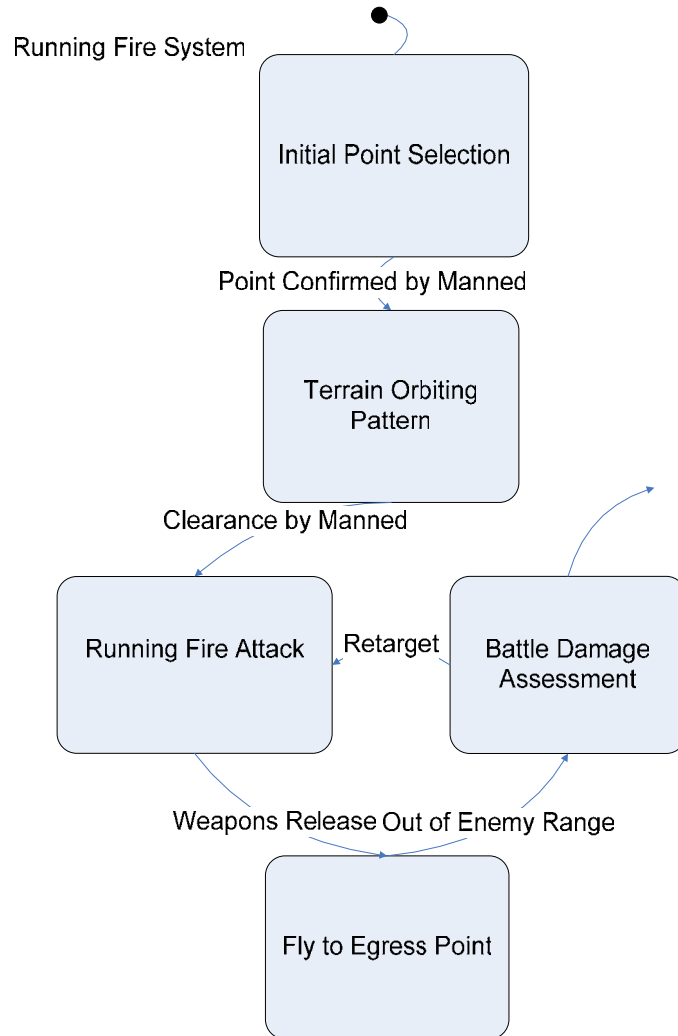 Running Fire System
Initial Point Selection
Point Confirmed by Manned
Terrain Orbiting
Pattern
Clearance by Manned
Running Fire Attack
Retarget
Battle Damage
Assessment
Weapons Release
Out of Enemy Range
Fly to Egress Point